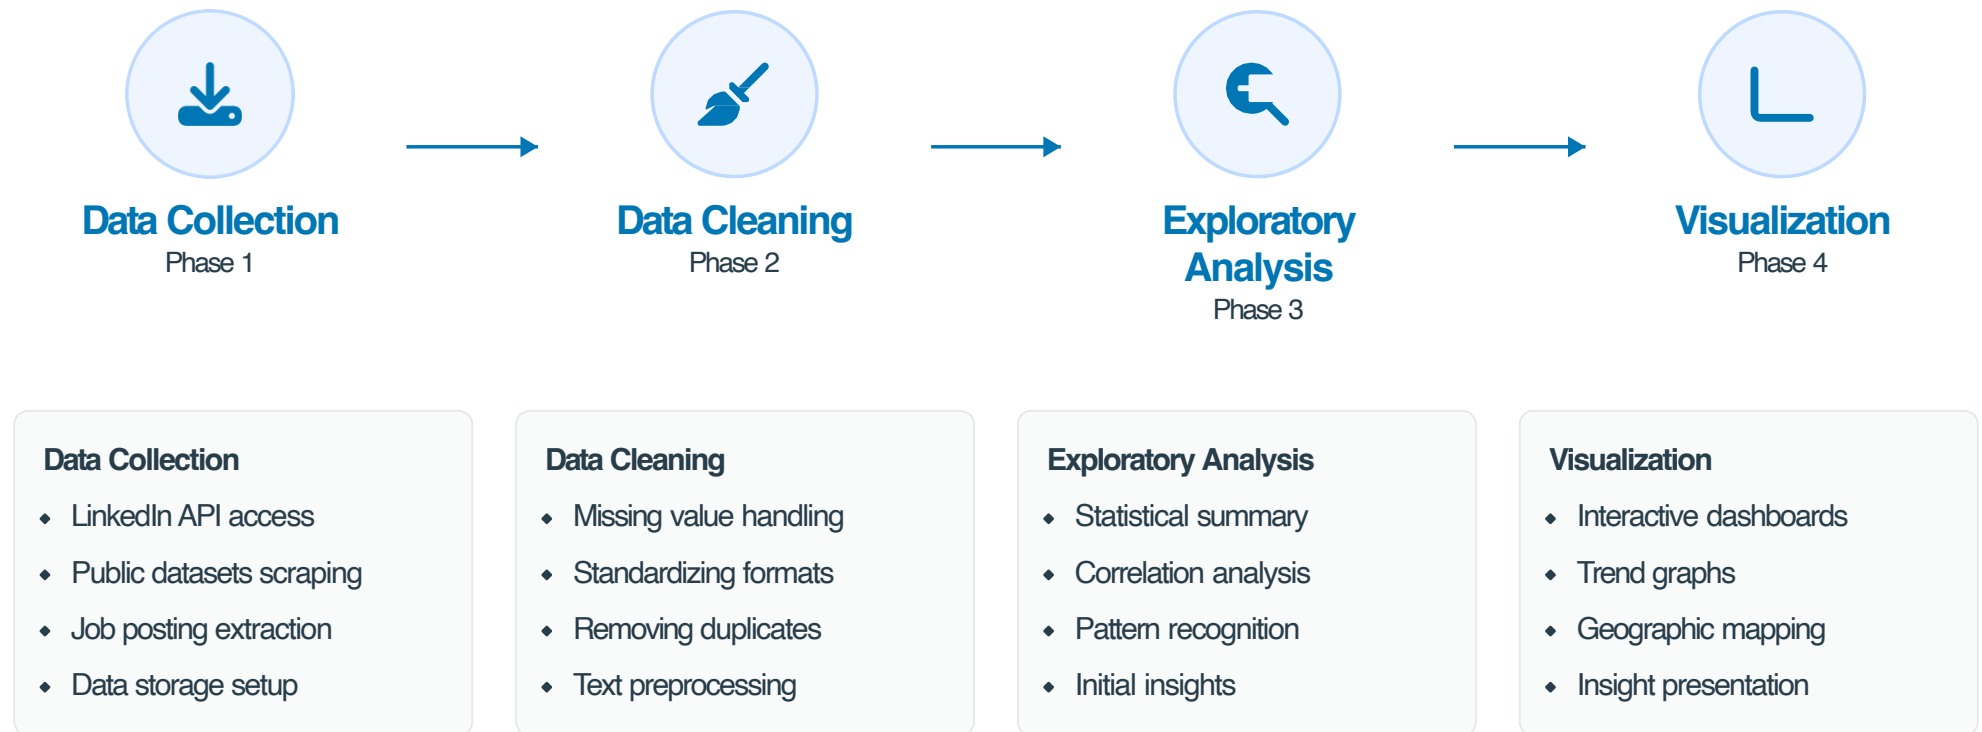 Data Collection
Phase 1
Data Cleaning
Phase 2
Exploratory
Analysis
Phase 3
Visualization
Phase 4
Data Collection
LinkedIn API access
Public datasets scraping
Job posting extraction
Data storage setup
Data Cleaning
Missing value handling
Standardizing formats
Removing duplicates
Text preprocessing
Exploratory Analysis
Statistical summary
Correlation analysis
Pattern recognition
Initial insights
Visualization
Interactive dashboards
Trend graphs
Geographic mapping
Insight presentation